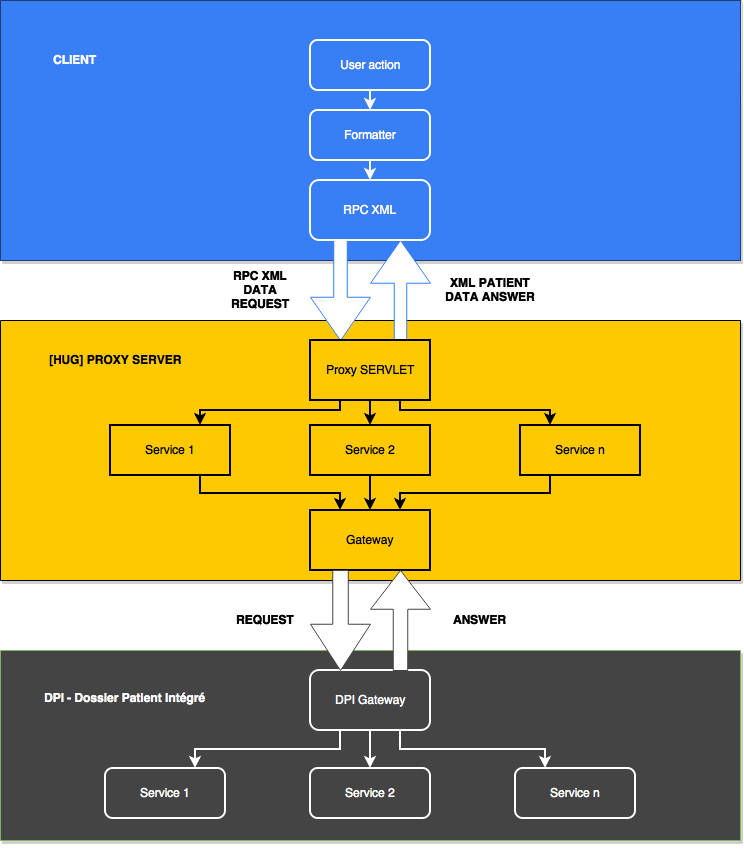 CLIENT
User action
Formatter
RPC XML
RPC XML
DATA
REQUEST
XML PATIENT
DATA ANSWER
[HUG] PROXY SERVER
Proxy SERVLET
Service 1
Service 2
Service n
Gateway
REQUEST
ANSWER
DPI - Dossier Patient Intégré
DPI Gateway
Service 1
Service 2
Service n